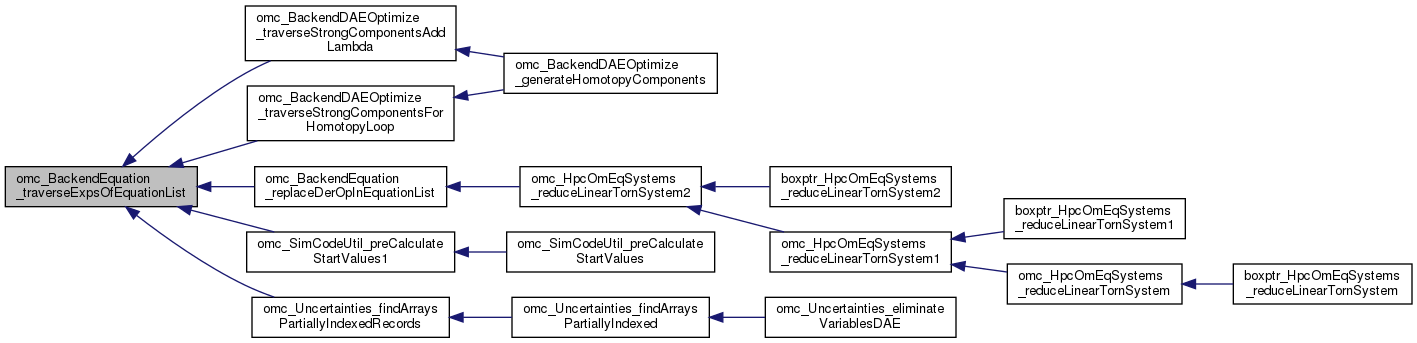 omc_BackendDAEOptimize
_traverseStrongComponentsAdd
Lambda
omc_BackendDAEOptimize
_generateHomotopyComponents
omc_BackendDAEOptimize
_traverseStrongComponentsFor
HomotopyLoop
omc_BackendEquation
_traverseExpsOfEquationList
omc_BackendEquation
_replaceDerOpInEquationList
omc_HpcOmEqSystems
_reduceLinearTornSystem2
boxptr_HpcOmEqSystems
_reduceLinearTornSystem2
boxptr_HpcOmEqSystems
_reduceLinearTornSystem1
omc_SimCodeUtil_preCalculate
StartValues1
omc_SimCodeUtil_preCalculate
StartValues
omc_HpcOmEqSystems
_reduceLinearTornSystem1
omc_HpcOmEqSystems
_reduceLinearTornSystem
boxptr_HpcOmEqSystems
_reduceLinearTornSystem
omc_Uncertainties_findArrays
PartiallyIndexedRecords
omc_Uncertainties_findArrays
PartiallyIndexed
omc_Uncertainties_eliminate
VariablesDAE